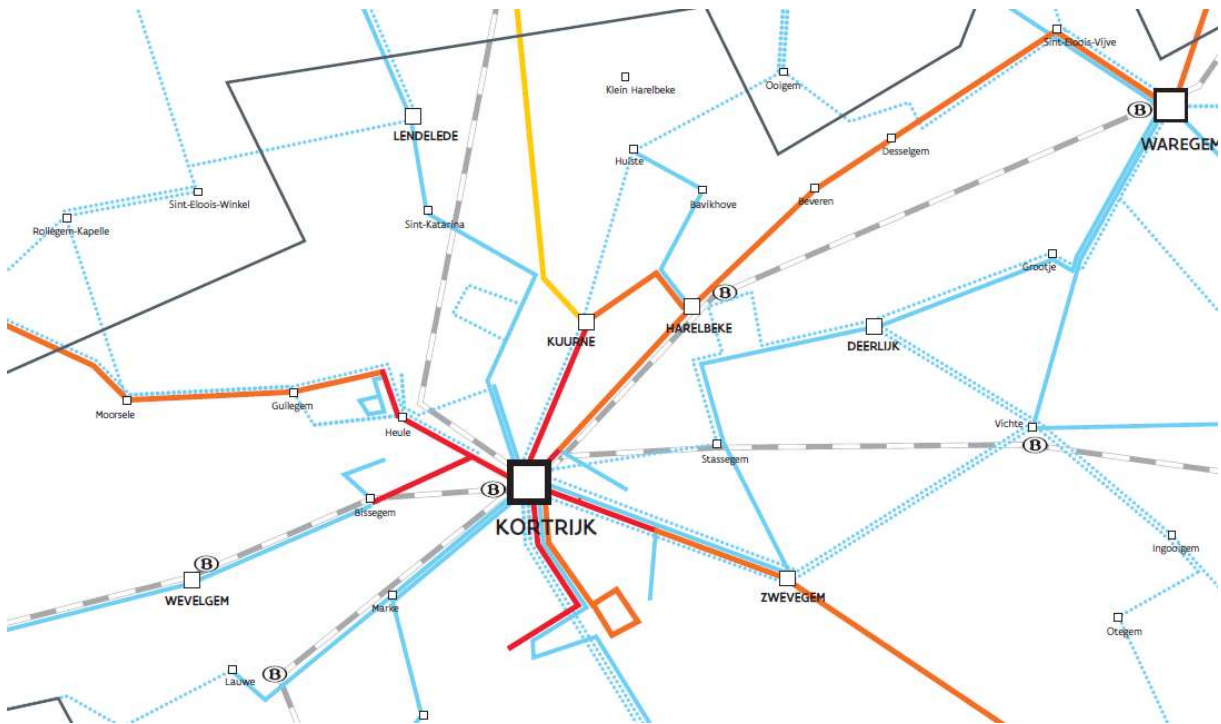 Sint-Eloois-Vijve
Klein Harelbeke
Ooigem
B
LENDELEDE
WAREGEM
Desselgem
Hulste
Sint-Eloois-Winkel
Bavikhove
Beveren
Rollegem-Kapelle
Sint-Katarina
Grootje
B
HARELBEKE
KUURNE
DEERLIJK
Gullegem
Moorsele
Vichte
Heule
B
Stassegem
B
Bissegem
KORTRIJK
Ingooigem
B
WEVELGEM
ZWEVEGEM
Marke
Otegem
B
Lauwe